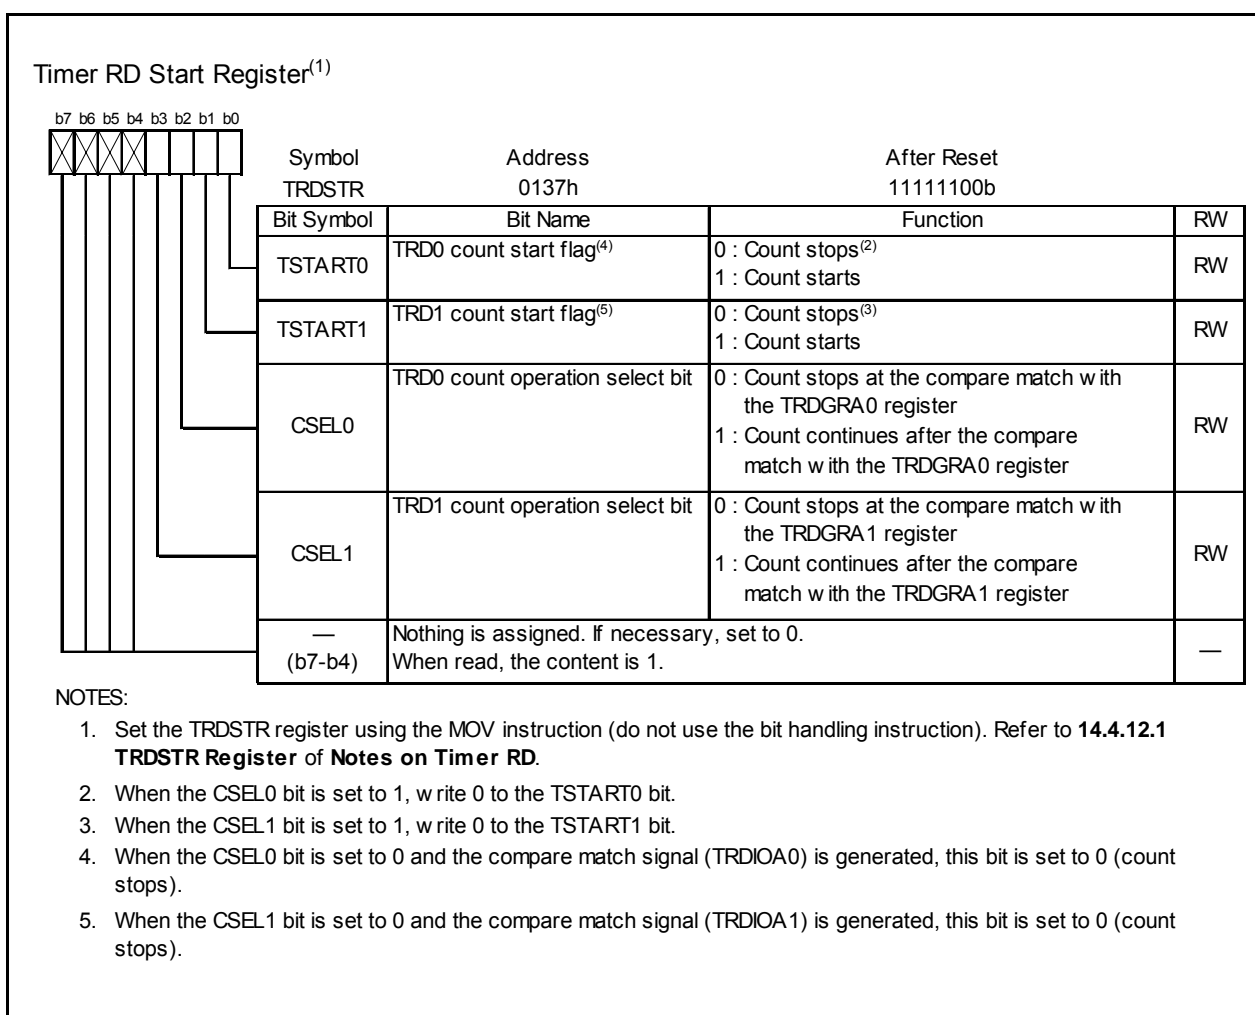 Timer RD Start Register(1)
b7 b6 b5 b4 b3 b2 b1 b0
Symbol Address After Reset
TRDSTR 0137h 11111100b
Bit Symbol Bit Name Function RW
TSTART0 TRD0 count start flag(4) 0 : Count stops(2) RW
1 : Count starts
TSTART1 TRD1 count start flag(5) 0 : Count stops(3) RW
1 : Count starts
CSEL0 TRD0 count operation select bit 0 : Count stops at the compare match with RW
the TRDGRA0 register
1 : Count continues after the compare
match with the TRDGRA0 register
CSEL1 TRD1 count operation select bit 0 : Count stops at the compare match with RW
the TRDGRA1 register
1 : Count continues after the compare
match with the TRDGRA1 register
— Nothing is assigned. If necessary, set to 0. —
(b7-b4) When read, the content is 1.
NOTES:
1. Set the TRDSTR register using the MOV instruction (do not use the bit handling instruction). Refer to 14.4.12.1
TRDSTR Register of Notes on Timer RD.
2. When the CSEL0 bit is set to 1, write 0 to the TSTART0 bit.
3. When the CSEL1 bit is set to 1, write 0 to the TSTART1 bit.
4. When the CSEL0 bit is set to 0 and the compare match signal (TRDIOA0) is generated, this bit is set to 0 (count
stops).
5. When the CSEL1 bit is set to 0 and the compare match signal (TRDIOA1) is generated, this bit is set to 0 (count
stops).